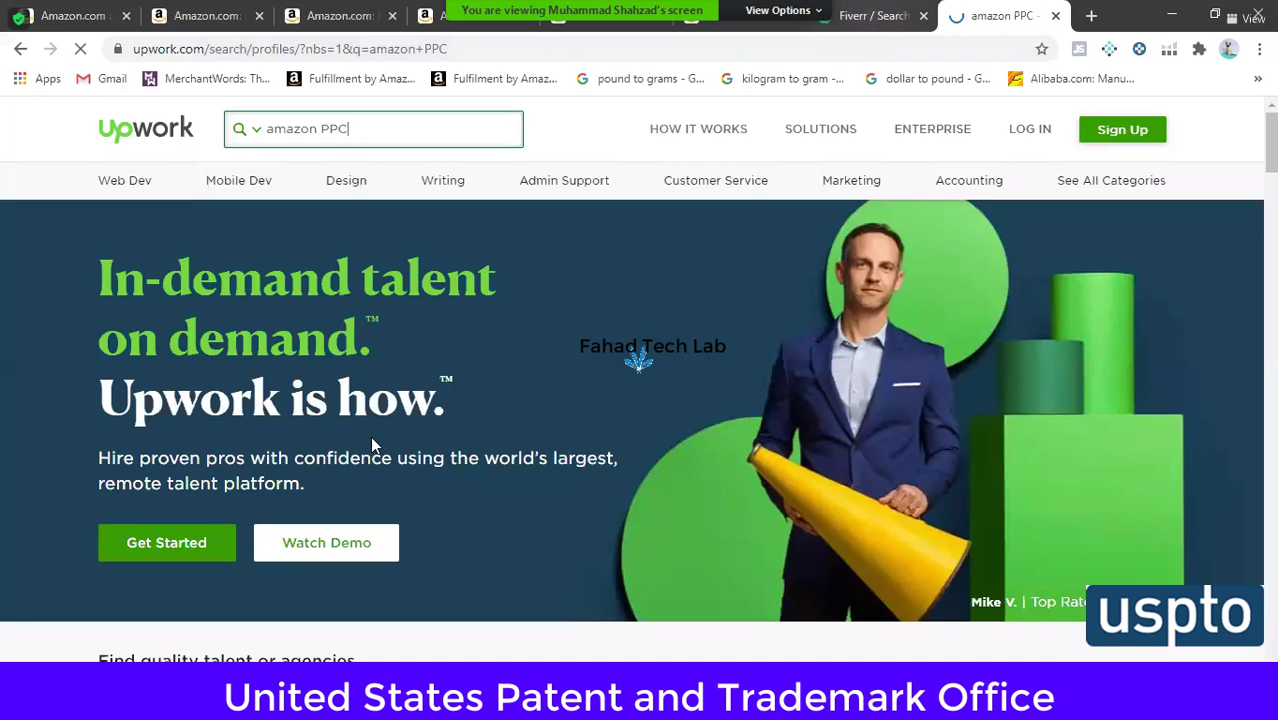 Amazon.com:
Amazon.com:
Amazon.com:
You are viewing Muhammad Shahzad's screen
View Options
Fiverr / Search
amazon PPC -
View
upwork.com/search/profiles/?nbs=1&q=amazon+PPC
Apps
Gmail
MerchantWords: Th...
Fulfillment by Amaz...
Fulfilment by Amaz...
pound to grams - G...
kilogram to gram -...
dollar to pound - G...
Alibaba.com: Manu...
upwork
amazon PPC
HOW IT WORKS
SOLUTIONS
ENTERPRISE
LOG IN
Sign Up
Web Dev
Mobile Dev
Design
Writing
Admin Support
Customer Service
Marketing
Accounting
See All Categories
In-demand talent
on demand.™
Upwork is how.™
Fahad Tech Lab
Hire proven pros with confidence using the world's largest,
remote talent platform.
Get Started
Watch Demo
Mike V. | Top Rate
uspto
Find quality talent or agencies
United States Patent and Trademark Office